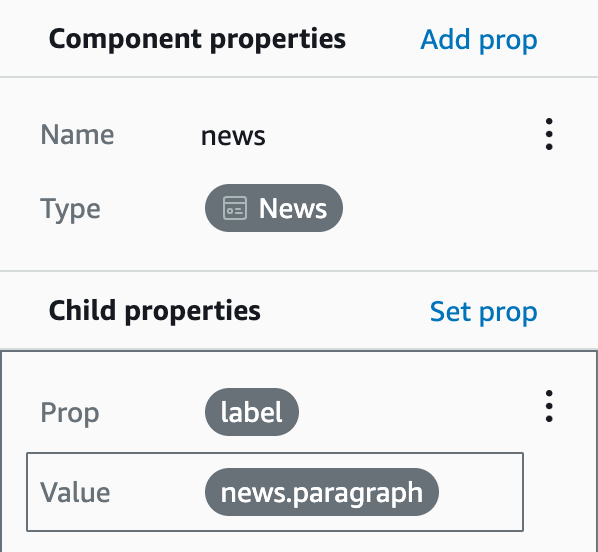 Component properties Add prop
Name news
Type News
Child properties Set prop
Prop label
Value news.paragraph